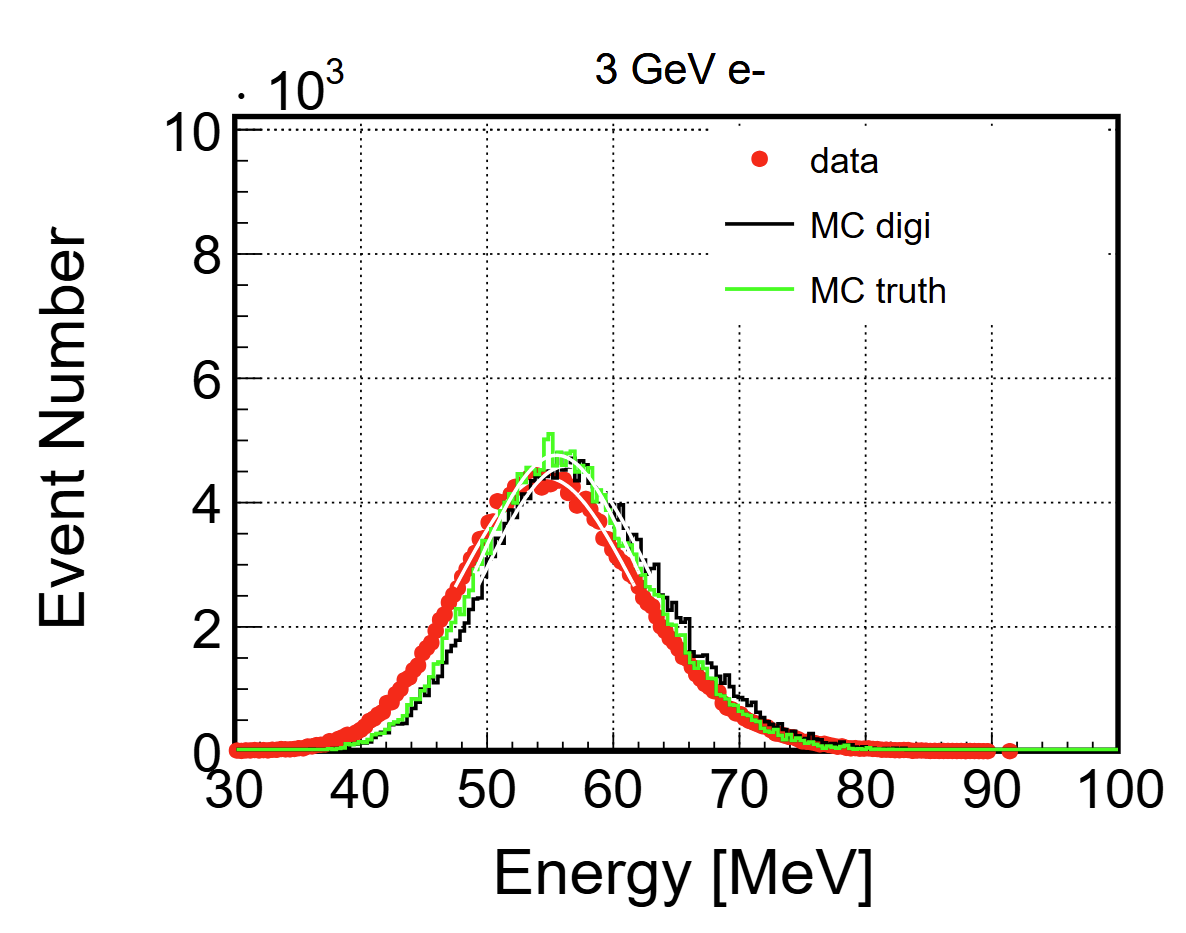 3 GeV e-
· 10³
data
MC digi
MC truth
Event Number
10
8
6
4
2
0
30 40 50 60 70 80 90 100
Energy [MeV]